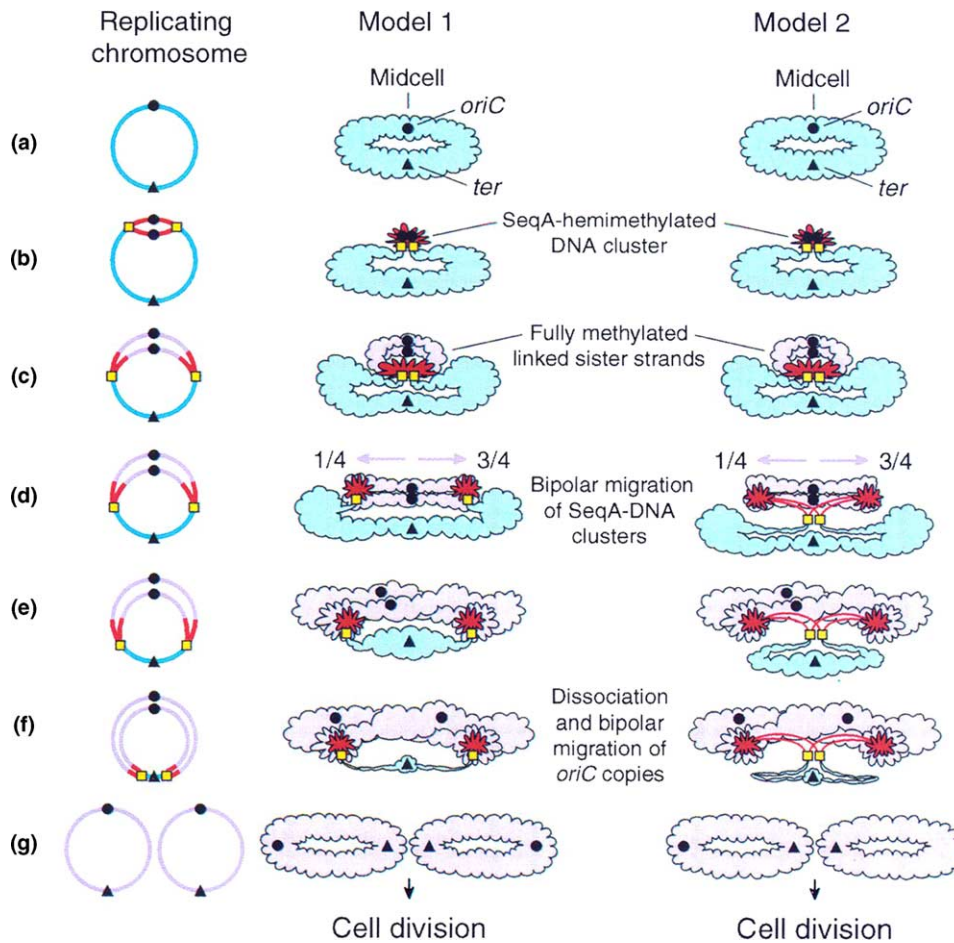 Replicating
chromosome
Model 1
Model 2
(a)
Midcell
oriC
ter
Midcell
oriC
ter
(b)
SeqA-hemimethylated
DNA cluster
(c)
Fully methylated
linked sister strands
(d)
1/4
3/4
Bipolar migration
of SeqA-DNA
clusters
1/4
3/4
(e)
(f)
Dissociation
and bipolar
migration of
oriC copies
(g)
Cell division
Cell division